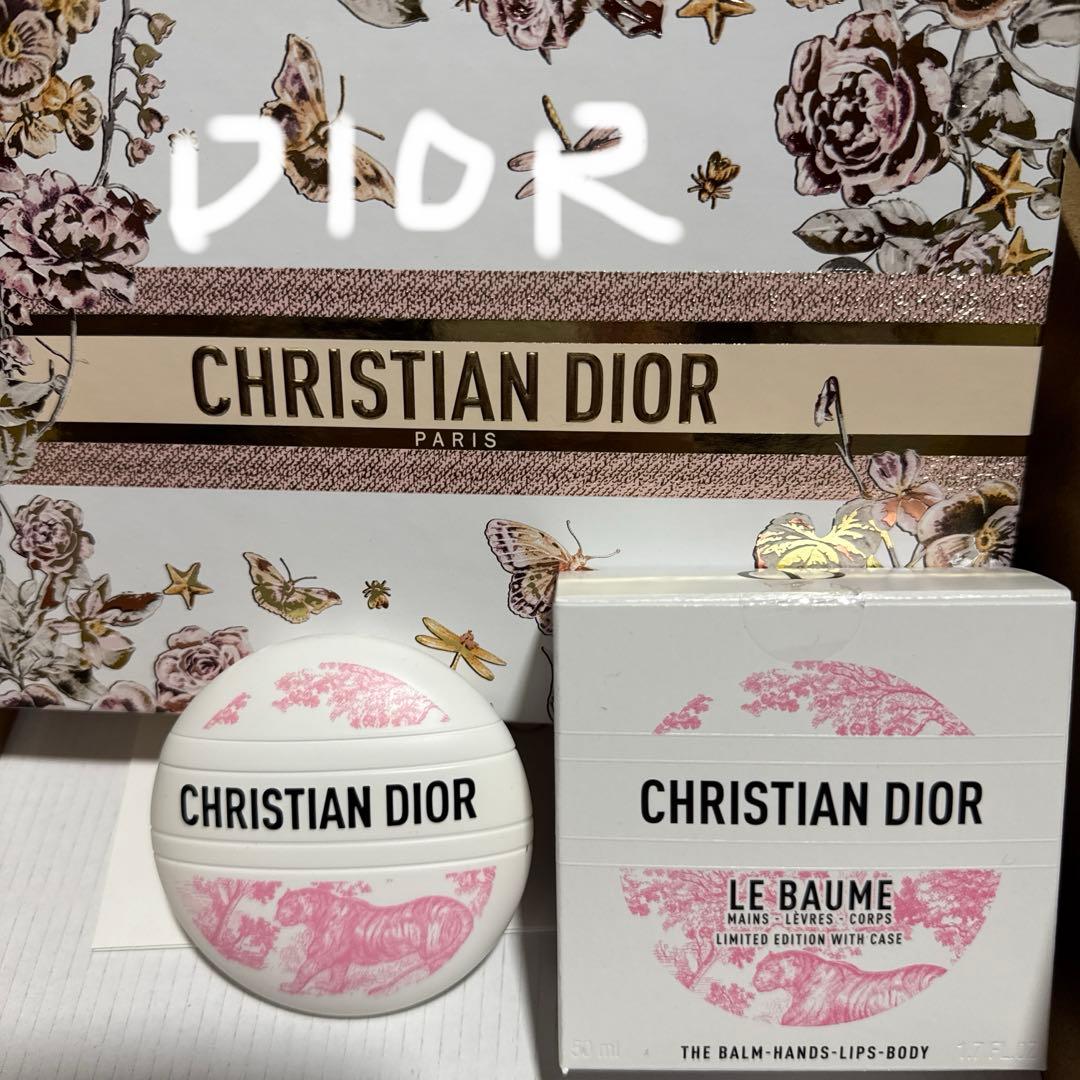 DIOR
CHRISTIAN DIOR
PARIS
CHRISTIAN DIOR
CHRISTIAN DIOR
LE BAUME
MAINS - LÈVRES - CORPS
LIMITED EDITION WITH CASE
50 ml
THE BALM-HANDS-LIPS-BODY